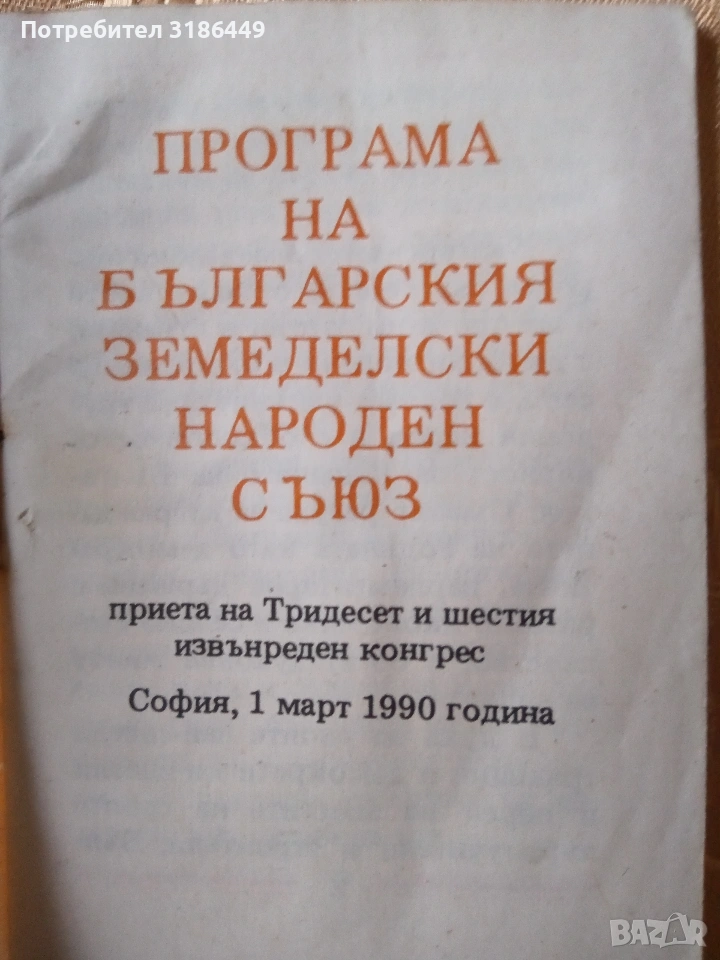 Потребител 3186449
ПРОГРАМА
НА
БЪЛГАРСКИЯ
ЗЕМЕДЕЛСКИ
НАРОДЕН
СЪЮЗ
приета на Тридесет и шестия
извънреден конгрес
София, 1 март 1990 година
BAZAR